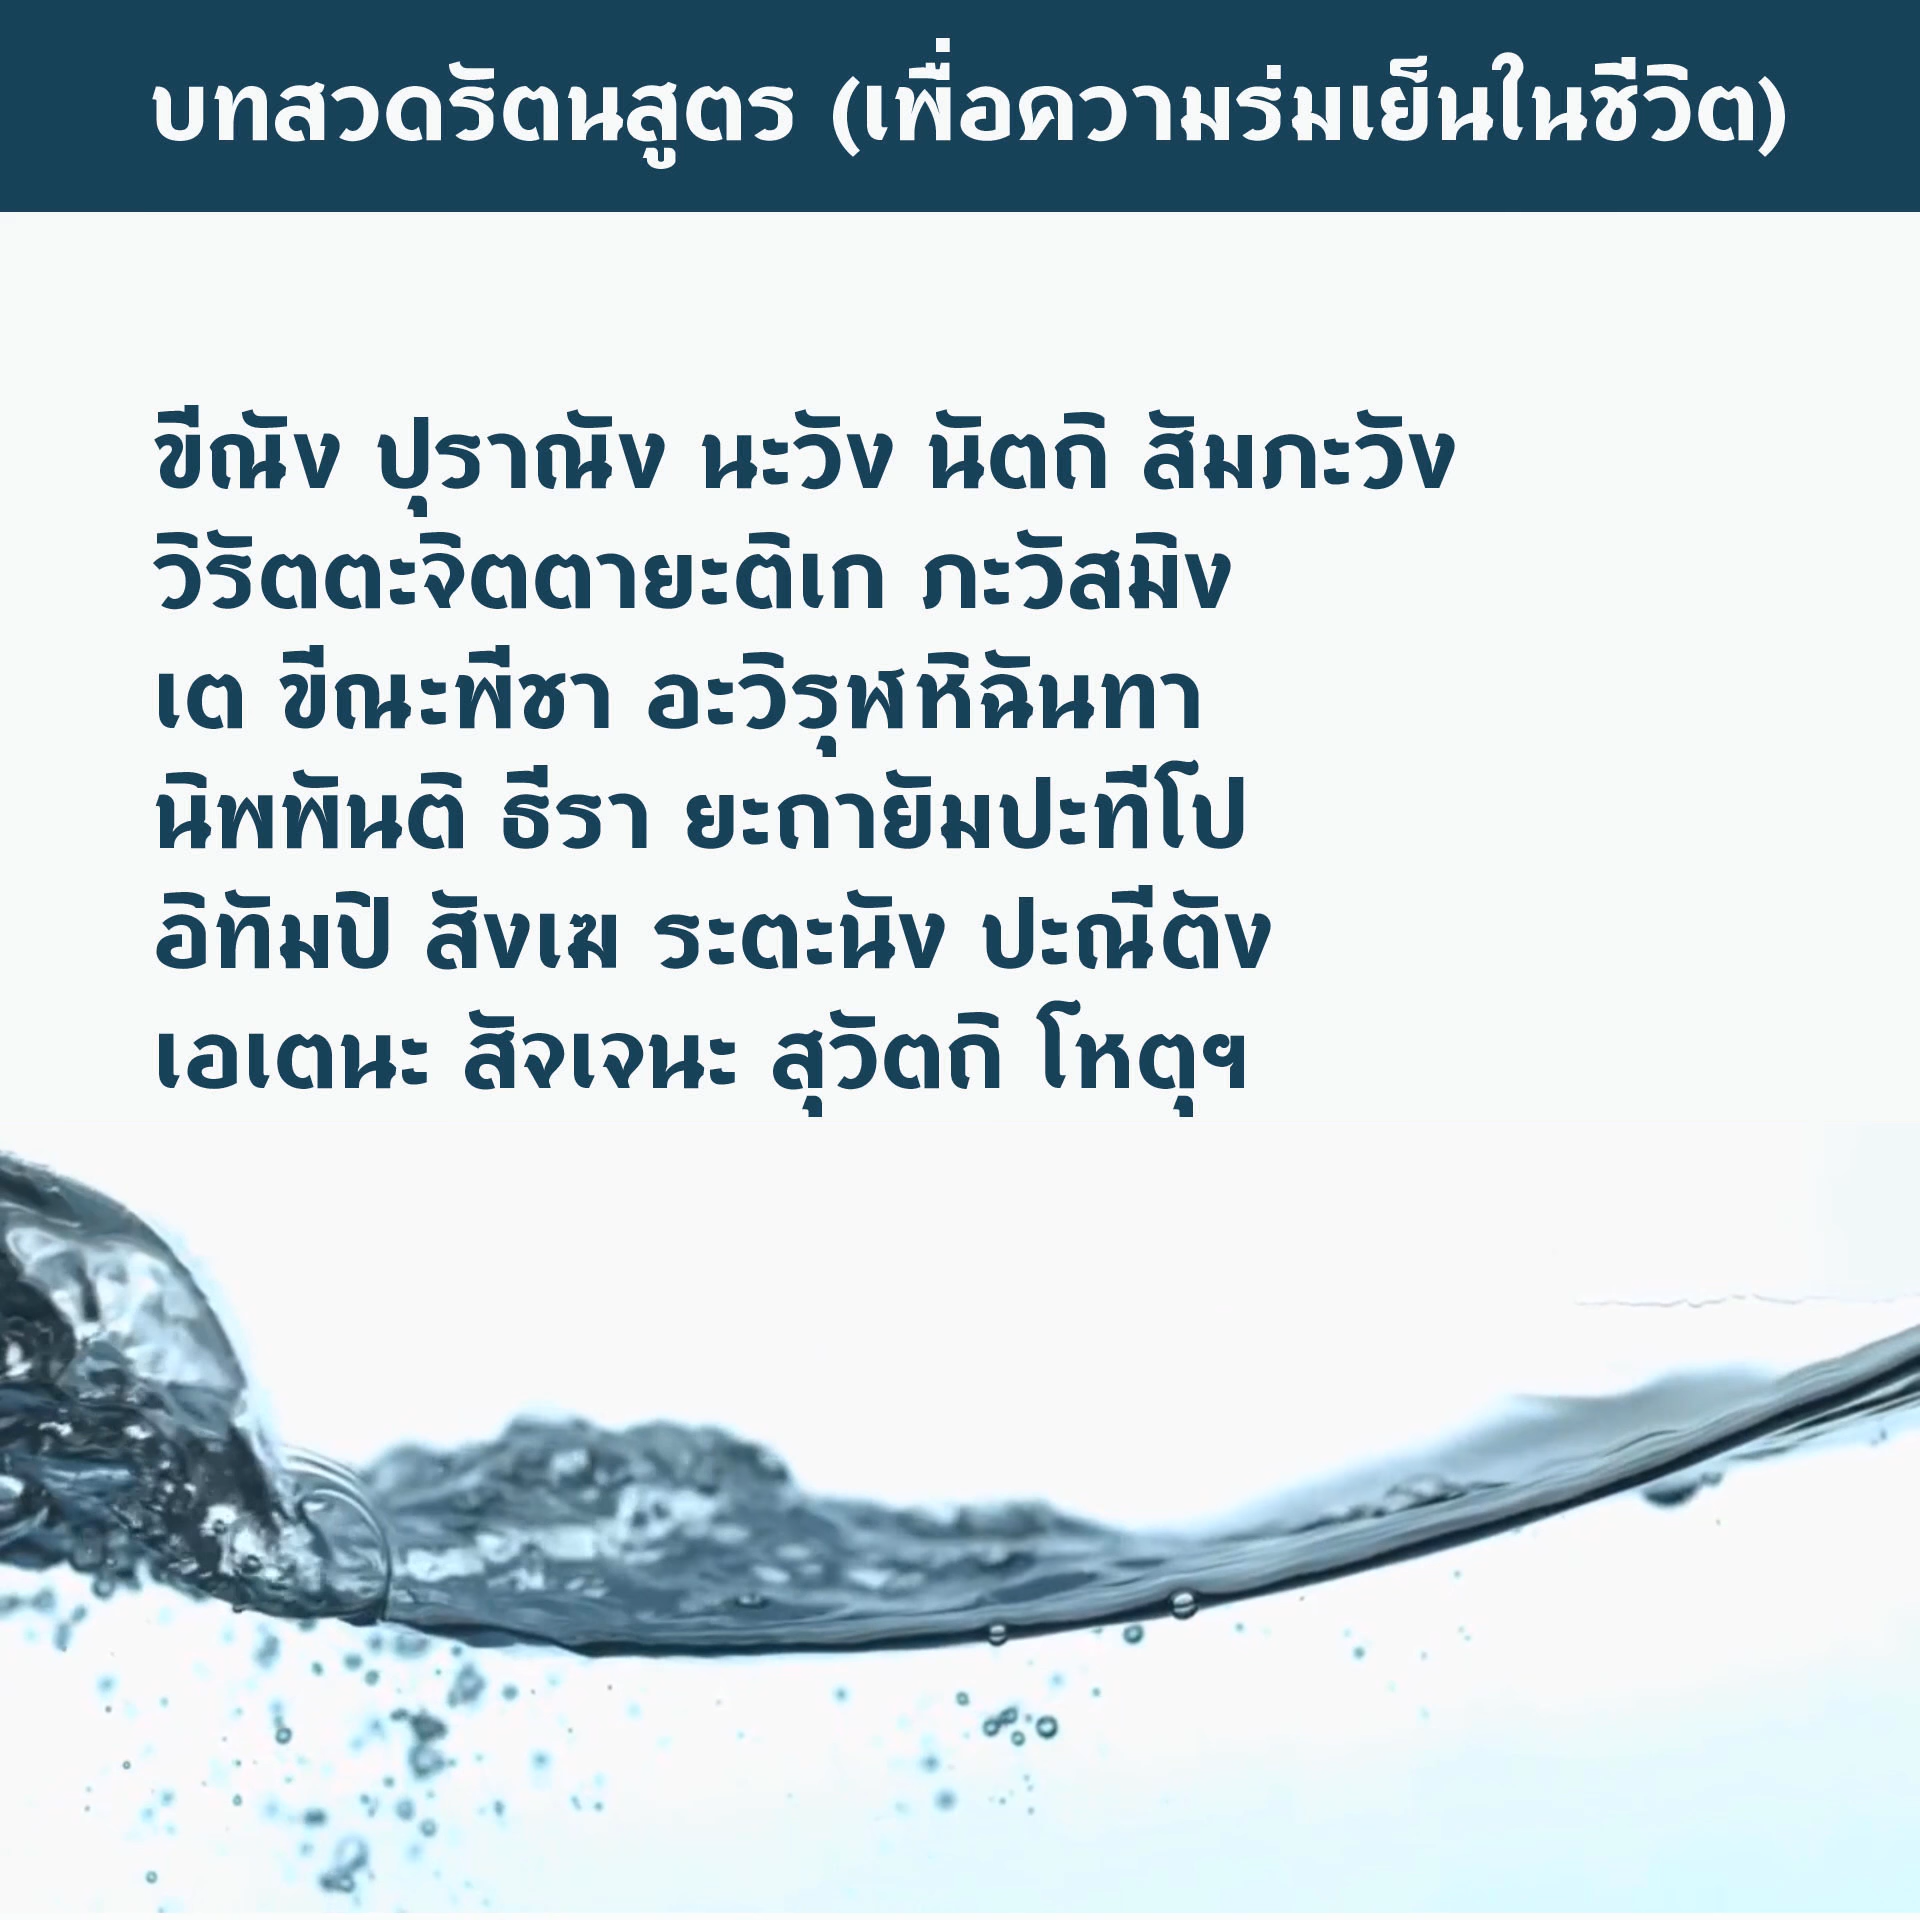 บทสวดรัตนสูตร (เพื่อความร่มเย็นในชีวิต)
ขีณัง ปุราณัง นะวัง นัตถิ สัมภะวัง
วิรัตตะจิตตายะติเก ภะวัสมิง
เต ขีณะพีชา อะวิรุฬหิฉันทา
นิพพันติ ธีรา ยะถายัมปะทีโป
อิทัมปิ สังเฆ ระตะนัง ปะณีตัง
เอเตนะ สัจเจนะ สุวัตถิ โหตุฯ